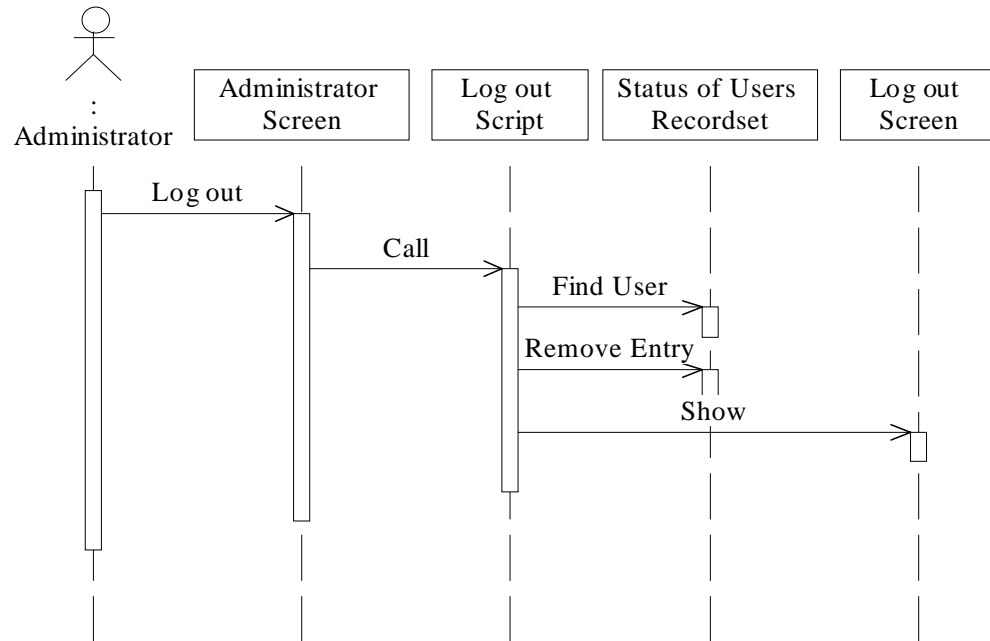 :
Administrator
Administrator
Screen
Log out
Script
Status of Users
Recordset
Log out
Screen
Log out
Call
Find User
Remove Entry
Show